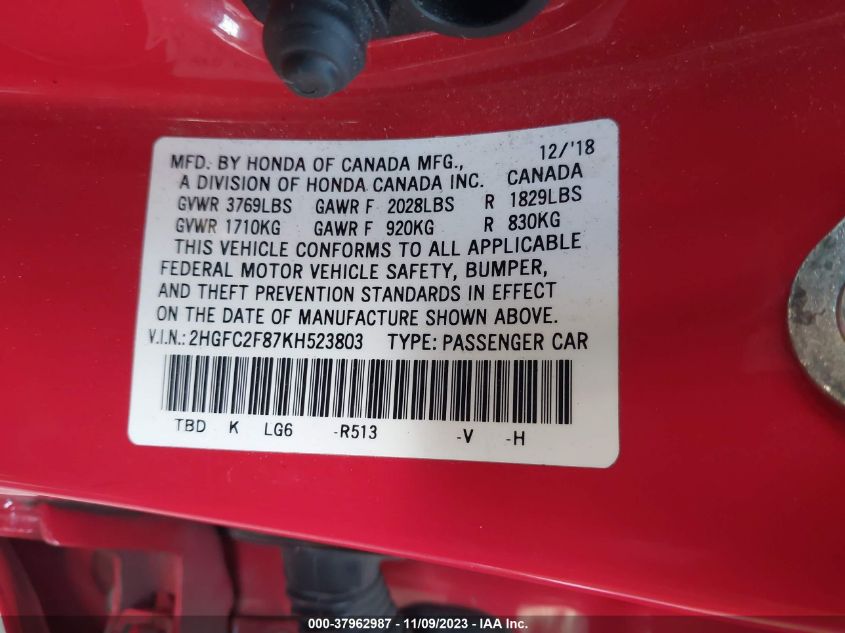 MFD. BY HONDA OF CANADA MFG., 12/'18
A DIVISION OF HONDA CANADA INC. CANADA
GVWR 3769LBS GAWR F 2028LBS R 1829LBS
GVWR 1710KG GAWR F 920KG R 830KG
THIS VEHICLE CONFORMS TO ALL APPLICABLE
FEDERAL MOTOR VEHICLE SAFETY, BUMPER,
AND THEFT PREVENTION STANDARDS IN EFFECT
ON THE DATE OF MANUFACTURE SHOWN ABOVE.
V.I.N.: 2HGFC2F87KH523803 TYPE: PASSENGER CAR
TBD K LG6 -R513 -V -H
000-37962987 - 11/09/2023 - IAA Inc.